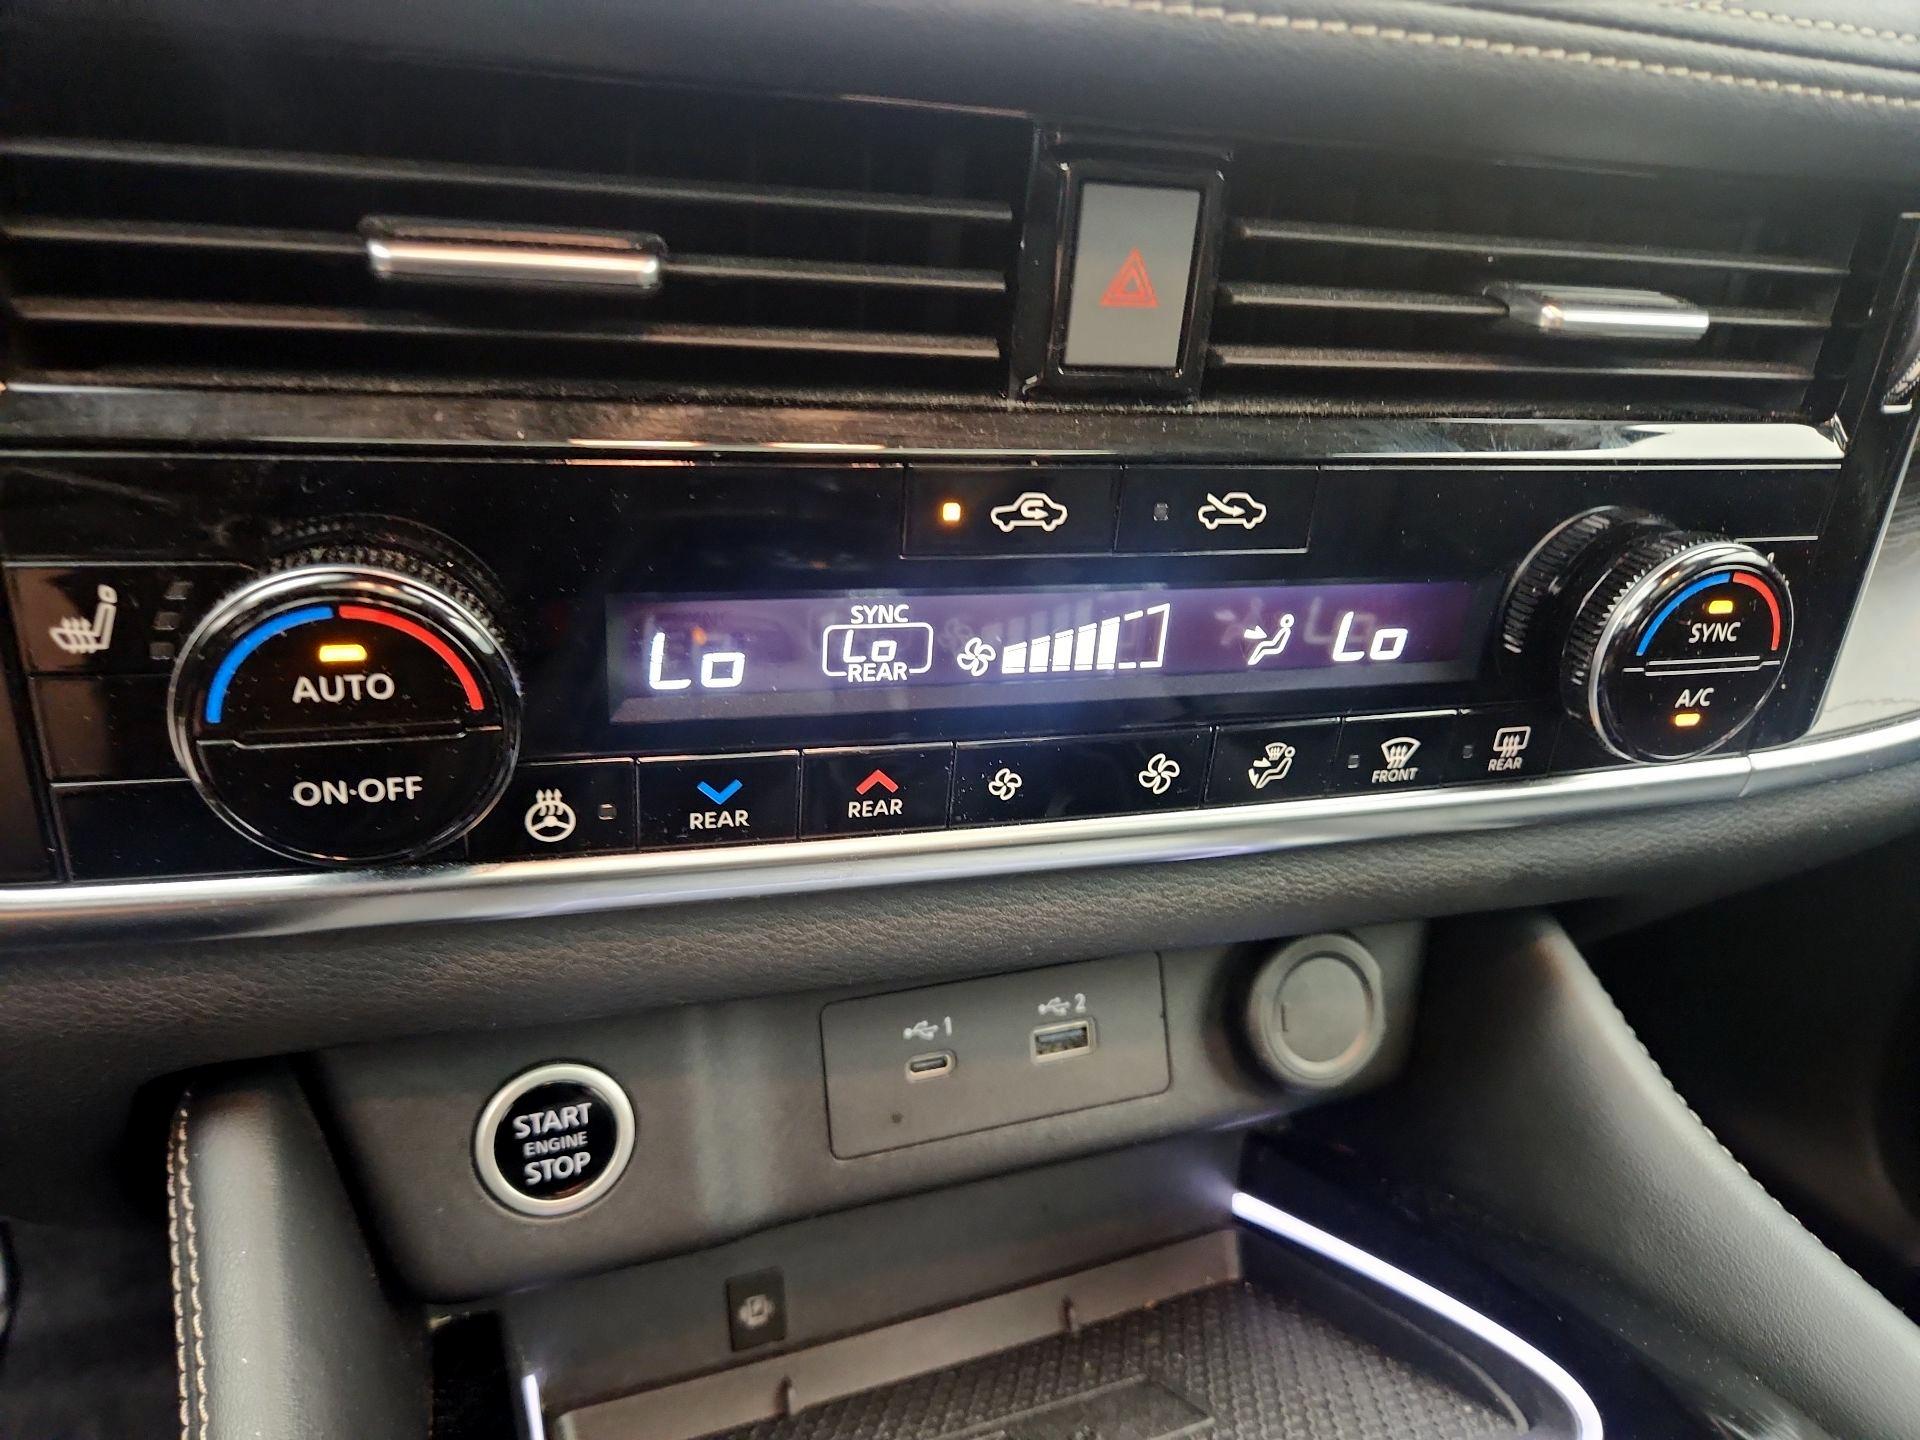 SYNC
Lo
Lo
REAR
Lo
SYNC
A/C
AUTO
ON·OFF
REAR
REAR
FRONT
REAR
1
2
START
ENGINE
STOP